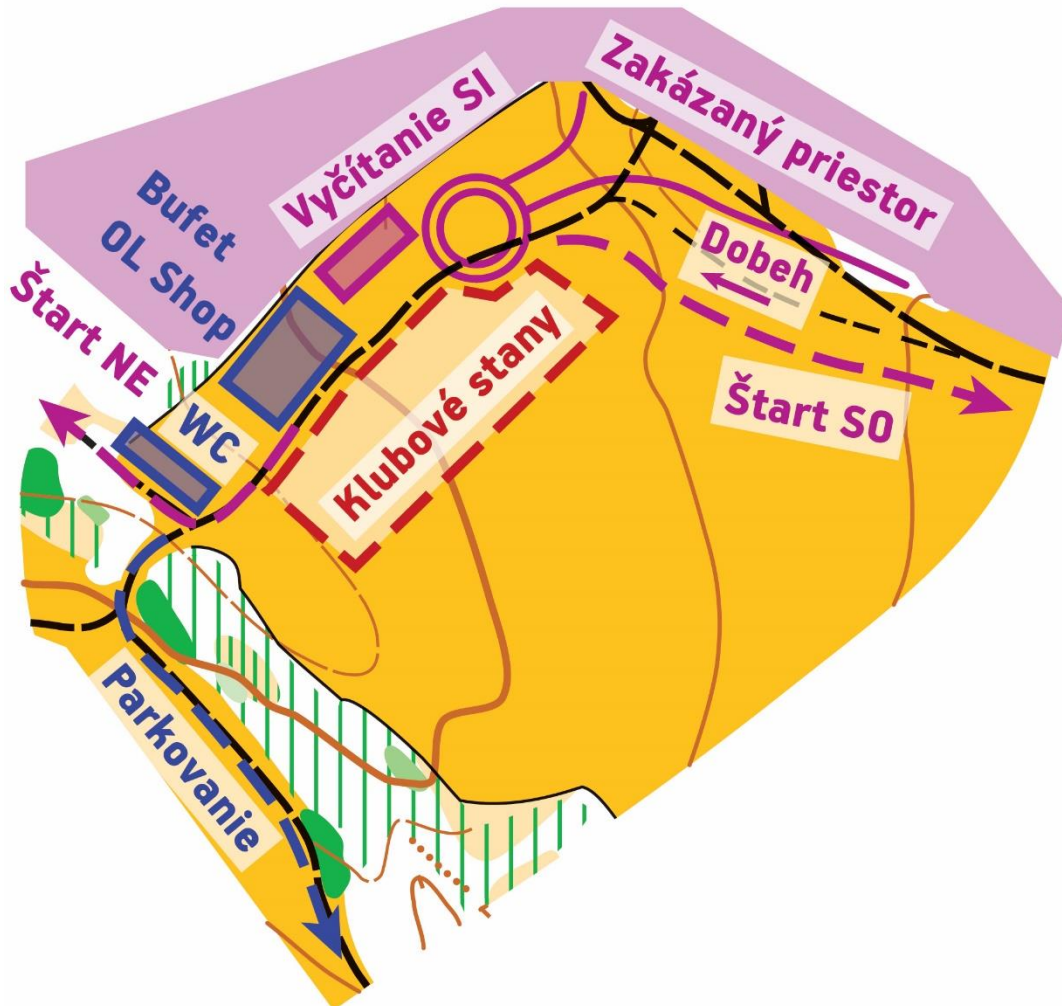 Zakázaný priestor
Vyčítanie SI
Bufet
OL Shop
Dobeh
Štart NE
Štart SO
WC
Klubové stany
Parkovanie